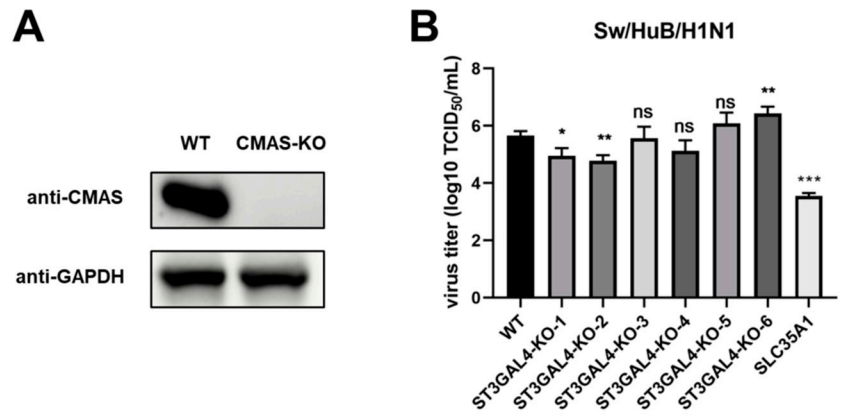 A
WT CMAS-KO
anti-CMAS
anti-GAPDH
B
Sw/HuB/H1N1
virus titer (log10 TCID50/mL)
8
6
4
2
0
* ** ns ns ns ** ***
WT
ST3GAL4-KO-1
ST3GAL4-KO-2
ST3GAL4-KO-3
ST3GAL4-KO-4
ST3GAL4-KO-5
ST3GAL4-KO-6
SLC35A1